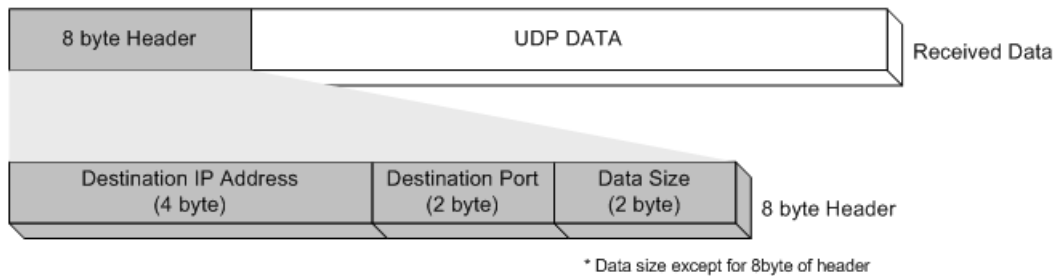 8 byte Header
UDP DATA
Received Data
Destination IP Address
(4 byte)
Destination Port
(2 byte)
Data Size
(2 byte)
8 byte Header
* Data size except for 8byte of header